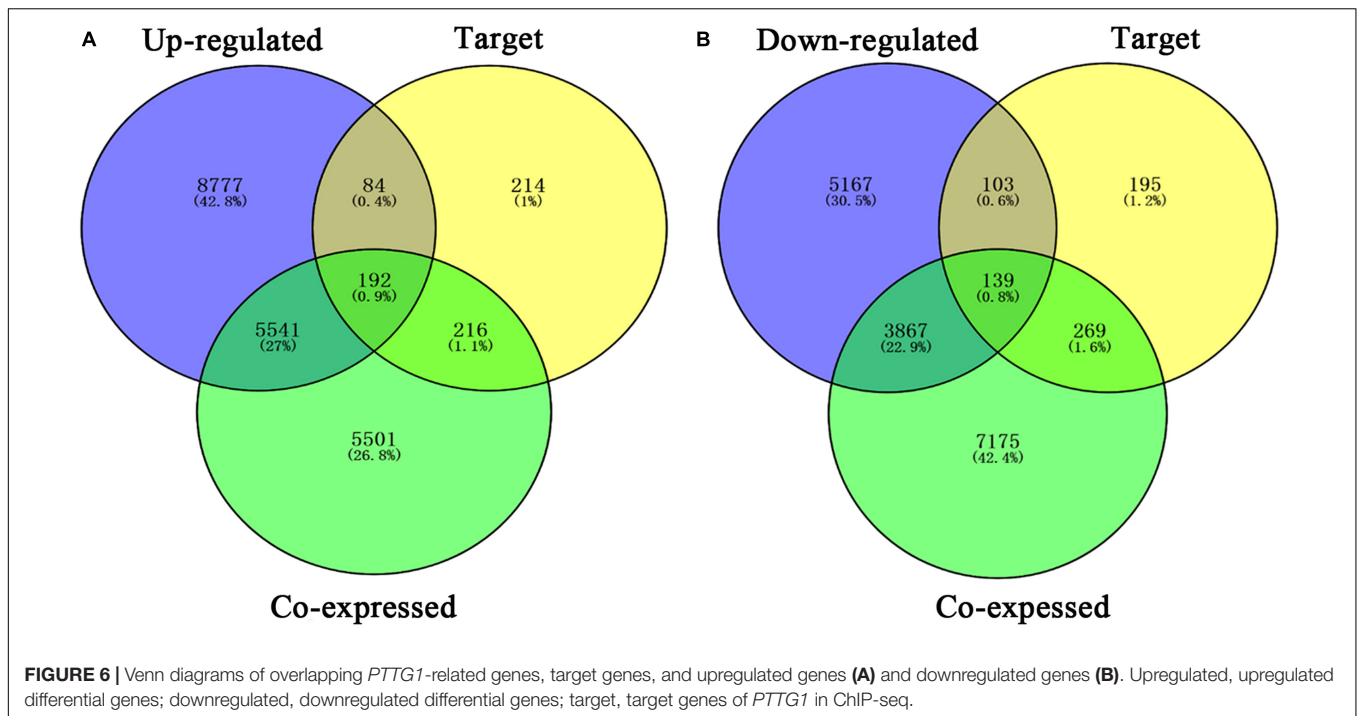 A
Up-regulated
Target
8777
(42.8%)
84
(0.4%)
214
(1%)
192
(0.9%)
5541
(27%)
216
(1.1%)
5501
(26.8%)
Co-expressed
B
Down-regulated
Target
5167
(30.5%)
103
(0.6%)
195
(1.2%)
139
(0.8%)
3867
(22.9%)
269
(1.6%)
7175
(42.4%)
Co-expessed
FIGURE 6 | Venn diagrams of overlapping PTTG1-related genes, target genes, and upregulated genes (A) and downregulated genes (B). Upregulated, upregulated
differential genes; downregulated, downregulated differential genes; target, target genes of PTTG1 in ChIP-seq.